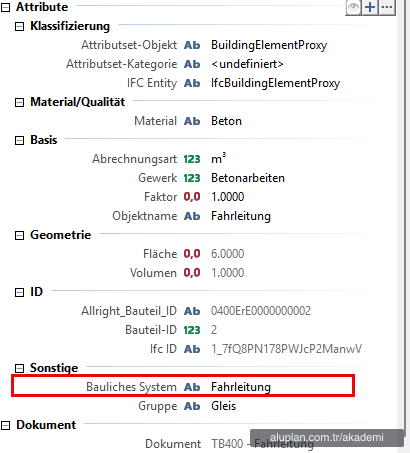 Attribute
Klassifizierung
Attributset-Objekt Ab BuildingElementProxy
Attributset-Kategorie Ab <undefiniert>
IFC Entity Ab IfcBuildingElementProxy
Material/Qualität
Material Ab Beton
Basis
Abrechnungsart 123 m³
Gewerk 123 Betonarbeiten
Faktor 0,0 1.0000
Objektname Ab Fahrleitung
Geometrie
Fläche 0,0 6.0000
Volumen 0,0 1.0000
ID
Allright_Bauteil_ID Ab 0400ErE0000000002
Bauteil-ID 123 2
Ifc ID Ab 1_7fQ8PN178PWJcP2ManwV
Sonstige
Bauliches System Ab Fahrleitung
Gruppe Ab Gleis
Dokument
aluplan.com.tr/akademi
Dokument TB400 - Fahrleitung